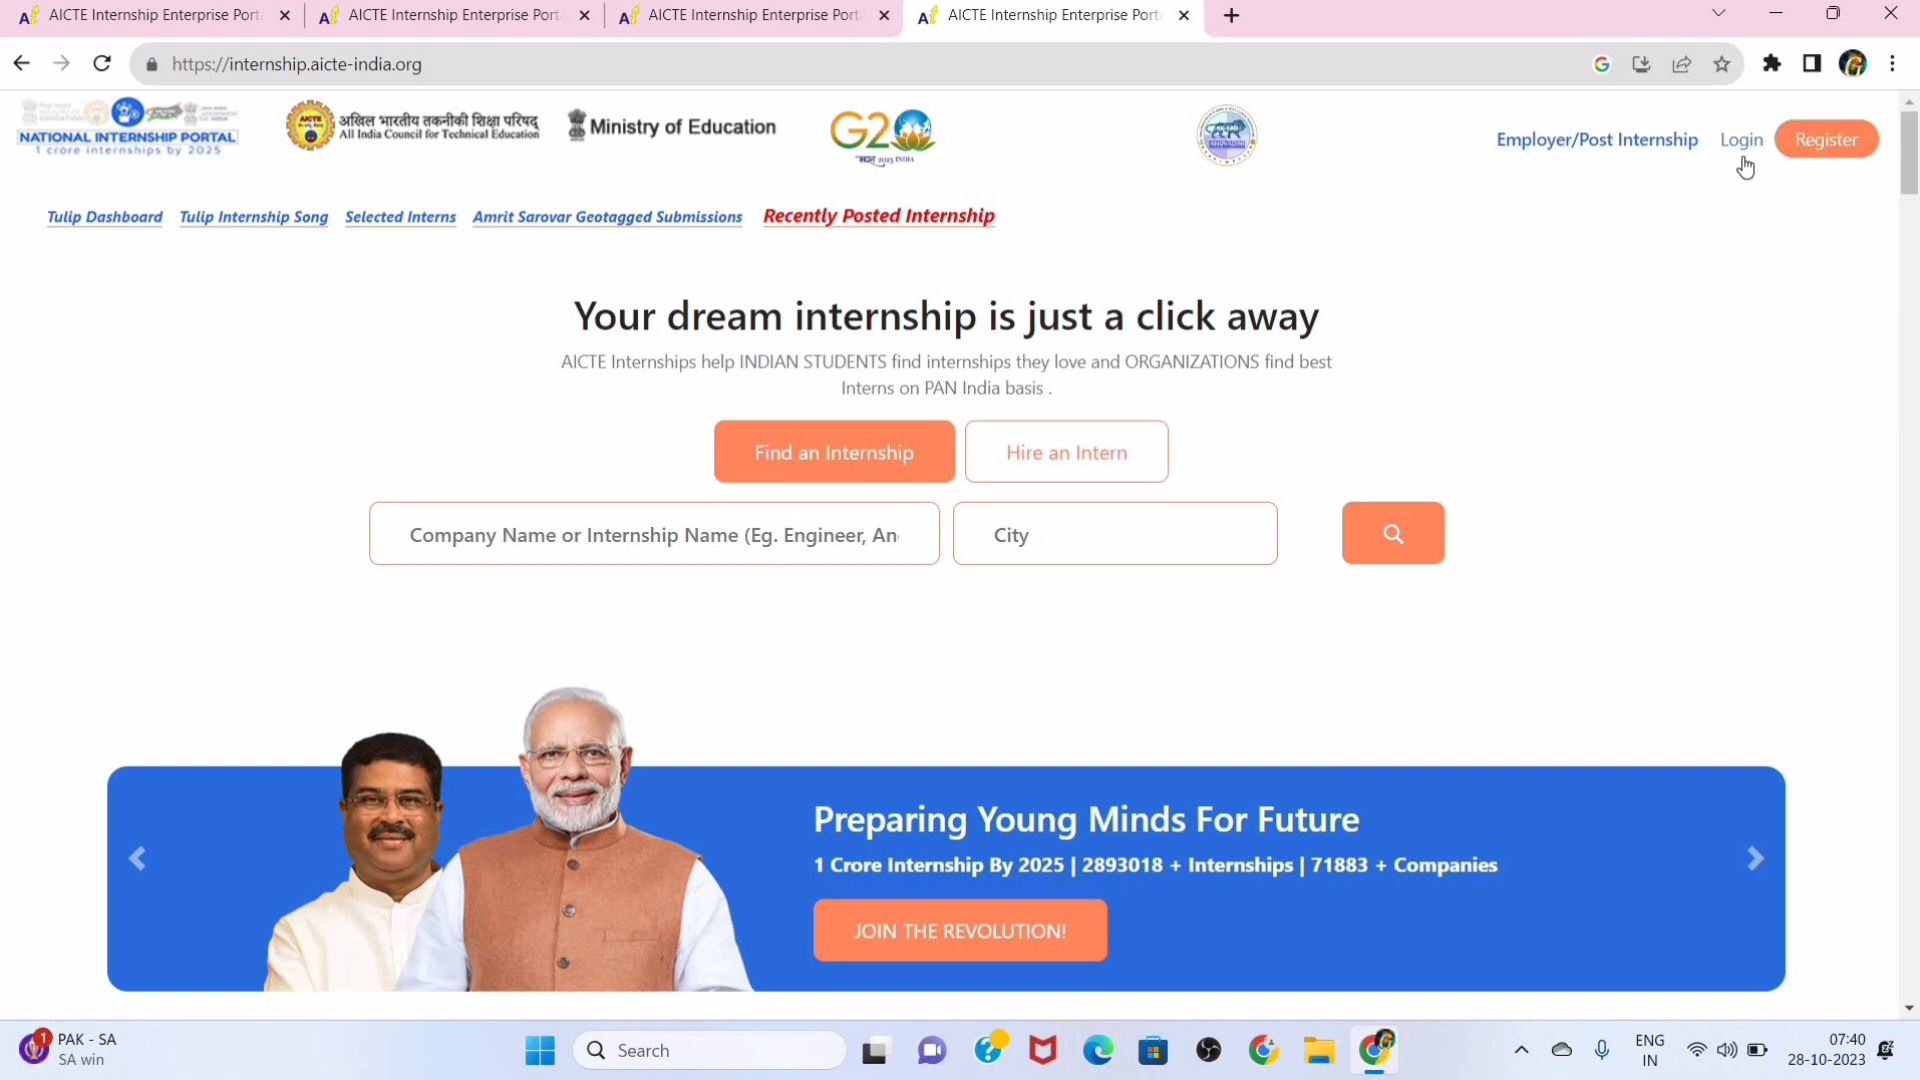 AICTE Internship Enterprise Port
AICTE Internship Enterprise Port
AICTE Internship Enterprise Port
AICTE Internship Enterprise Port
https://internship.aicte-india.org
NATIONAL INTERNSHIP PORTAL
1 crore internships by 2025
AICTE
अखिल भारतीय तकनीकी शिक्षा परिषद्
All India Council for Technical Education
Ministry of Education
G20
भारत 2023 INDIA
ANUVADINI
Employer/Post Internship
Login
Register
Tulip Dashboard
Tulip Internship Song
Selected Interns
Amrit Sarovar Geotagged Submissions
Recently Posted Internship
Your dream internship is just a click away
AICTE Internships help INDIAN STUDENTS find internships they love and ORGANIZATIONS find best
Interns on PAN India basis .
Find an Internship
Hire an Intern
Company Name or Internship Name (Eg. Engineer, An
City
Preparing Young Minds For Future
1 Crore Internship By 2025 | 2893018 + Internships | 71883 + Companies
JOIN THE REVOLUTION!
1
PAK - SA
SA win
Search
ENG
IN
07:40
28-10-2023